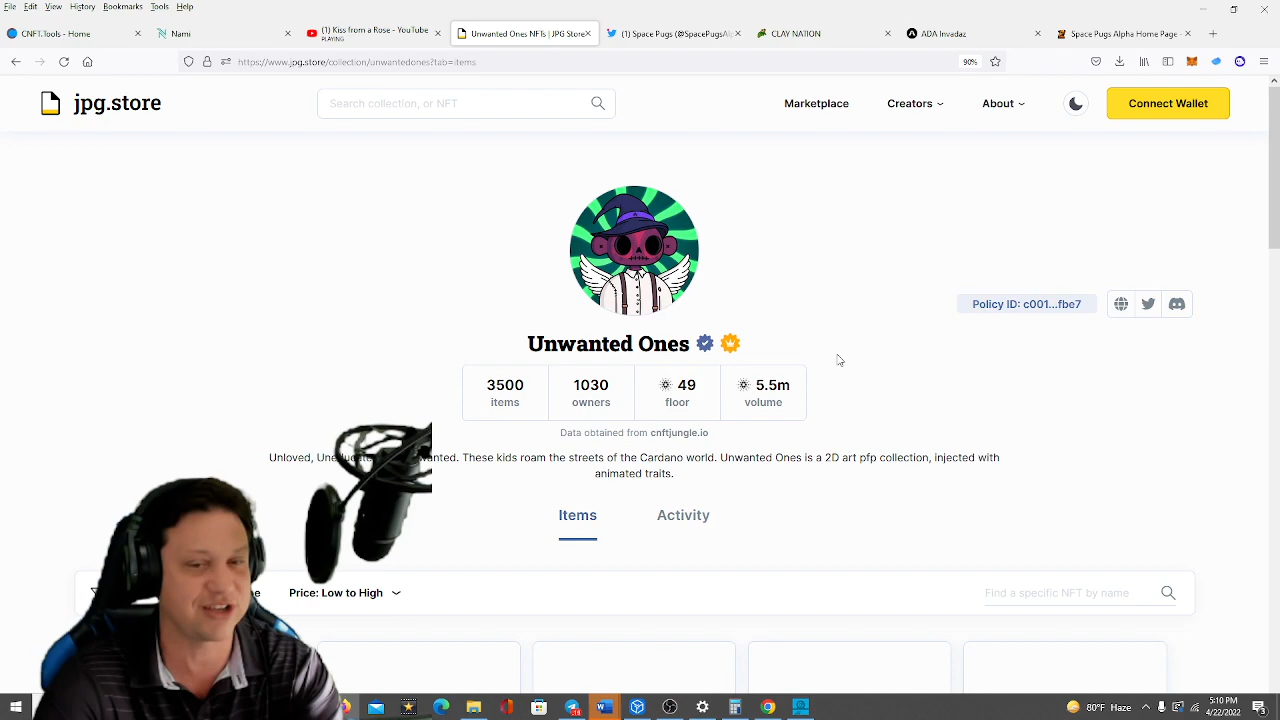 File Edit View History Bookmarks Tools Help
CNFT.Tools - Home
Nami
(1) Kiss from a Rose - YouTube
PLAYING
Unwanted Ones NFTs | JPG Store
(1) Space Pugs (@SpacePugsAl
CLAY NATION
ADA Invadaz
Space Pugs Alpha Home Page -
https://www.jpg.store/collection/unwantedones?tab=items
90%
jpg.store
Search collection, or NFT
Marketplace
Creators
About
Connect Wallet
Policy ID: c001...fbe7
Unwanted Ones
3500 1030 49 5.5m
items owners floor volume
Data obtained from cnftjungle.io
Unloved, These kids roam the streets of the Cardano world. Unwanted Ones is a 2D art pfp collection, injected with
animated traits.
Items Activity
Price: Low to High
Find a specific NFT by name
80°F Haze
5:10 PM
4/22/2022